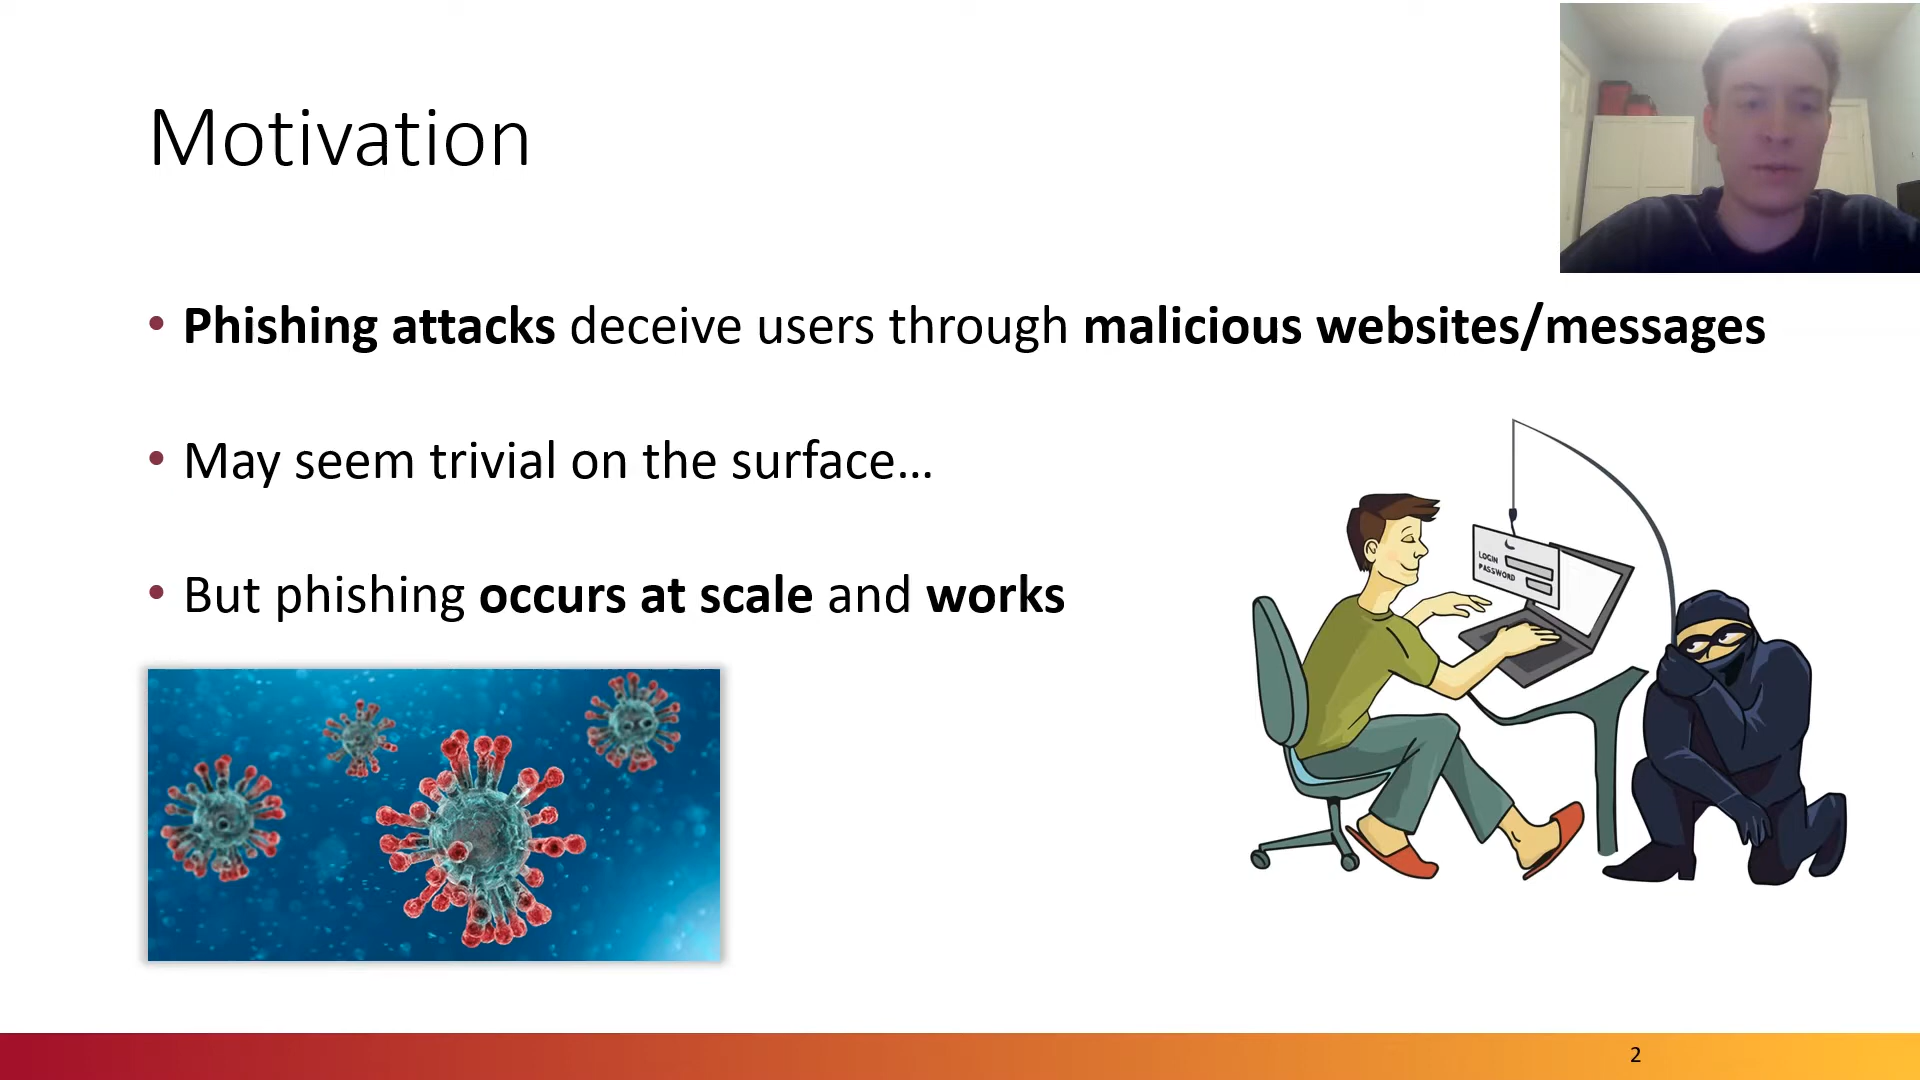 Motivation
• Phishing attacks deceive users through malicious websites/messages
• May seem trivial on the surface…
• But phishing occurs at scale and works
LOGIN
PASSWORD
2